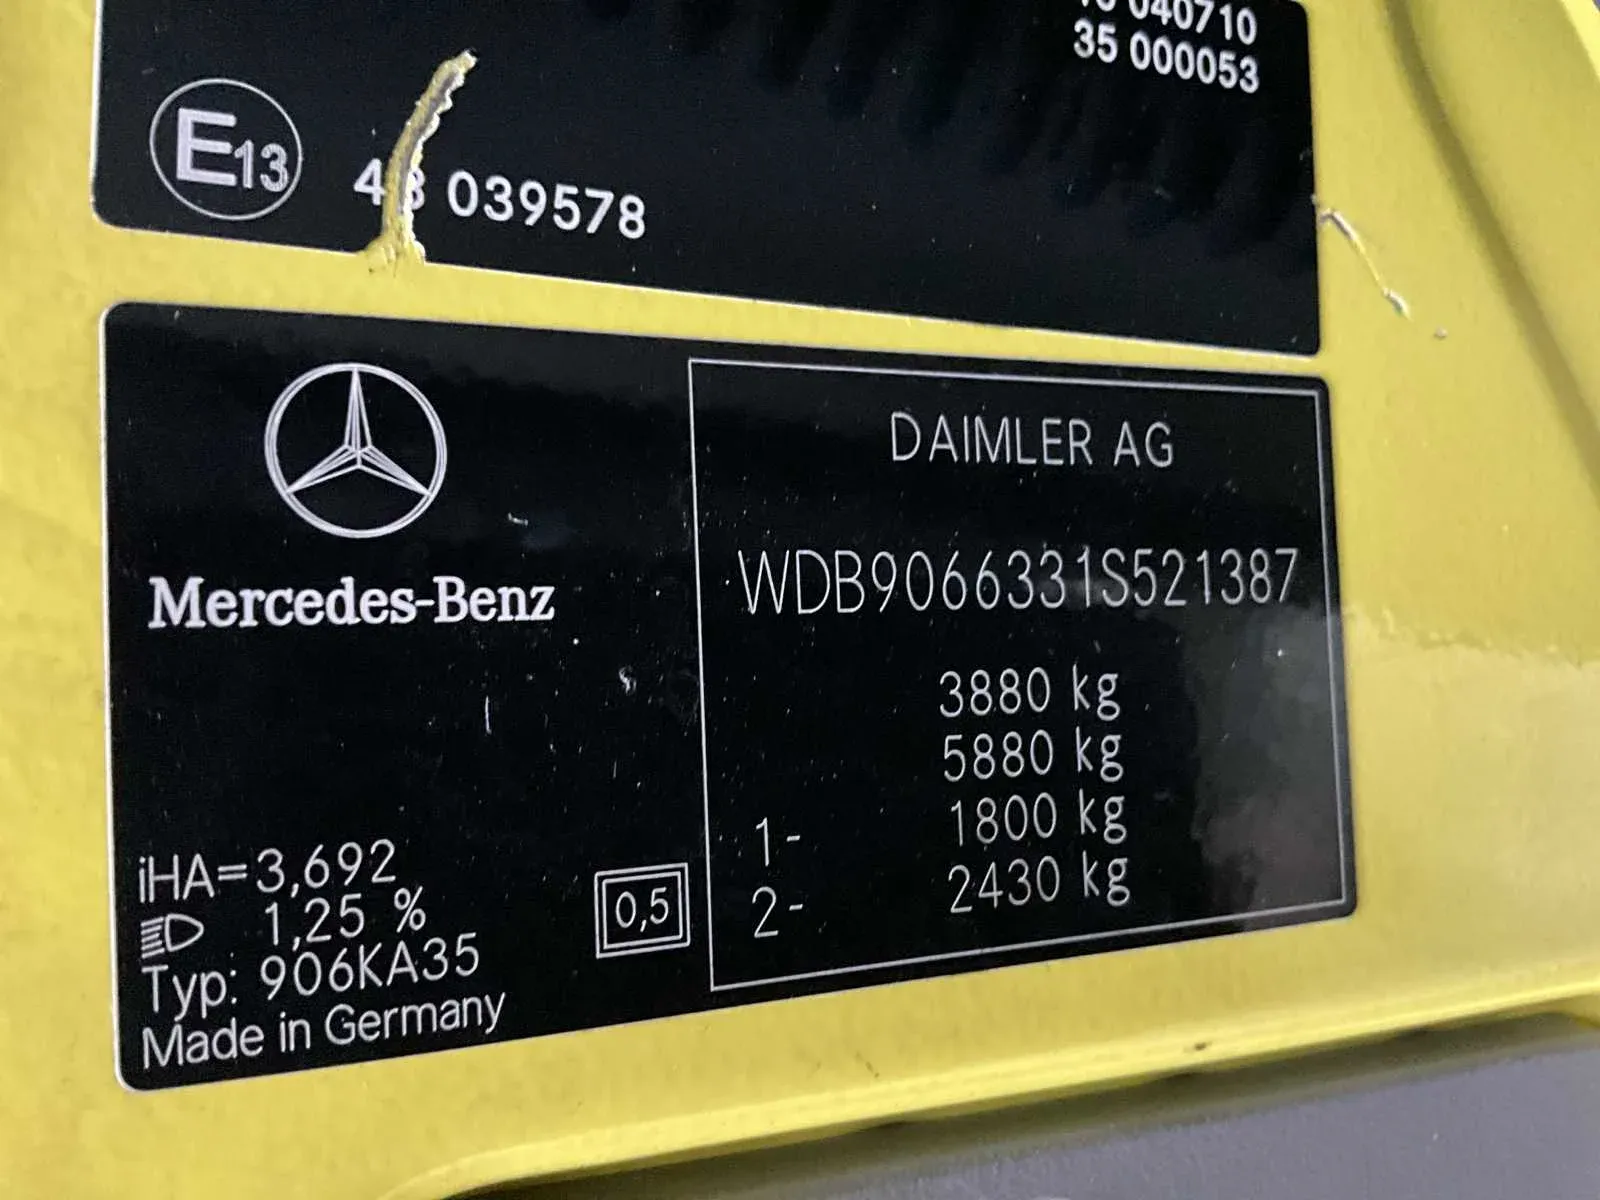 040710
35 000053
E13
48 039578
Mercedes-Benz
iHA=3,692
1,25 %
Typ: 906KA35
Made in Germany
0,5
DAIMLER AG
WDB9066331S521387
3880 kg
5880 kg
1- 1800 kg
2- 2430 kg